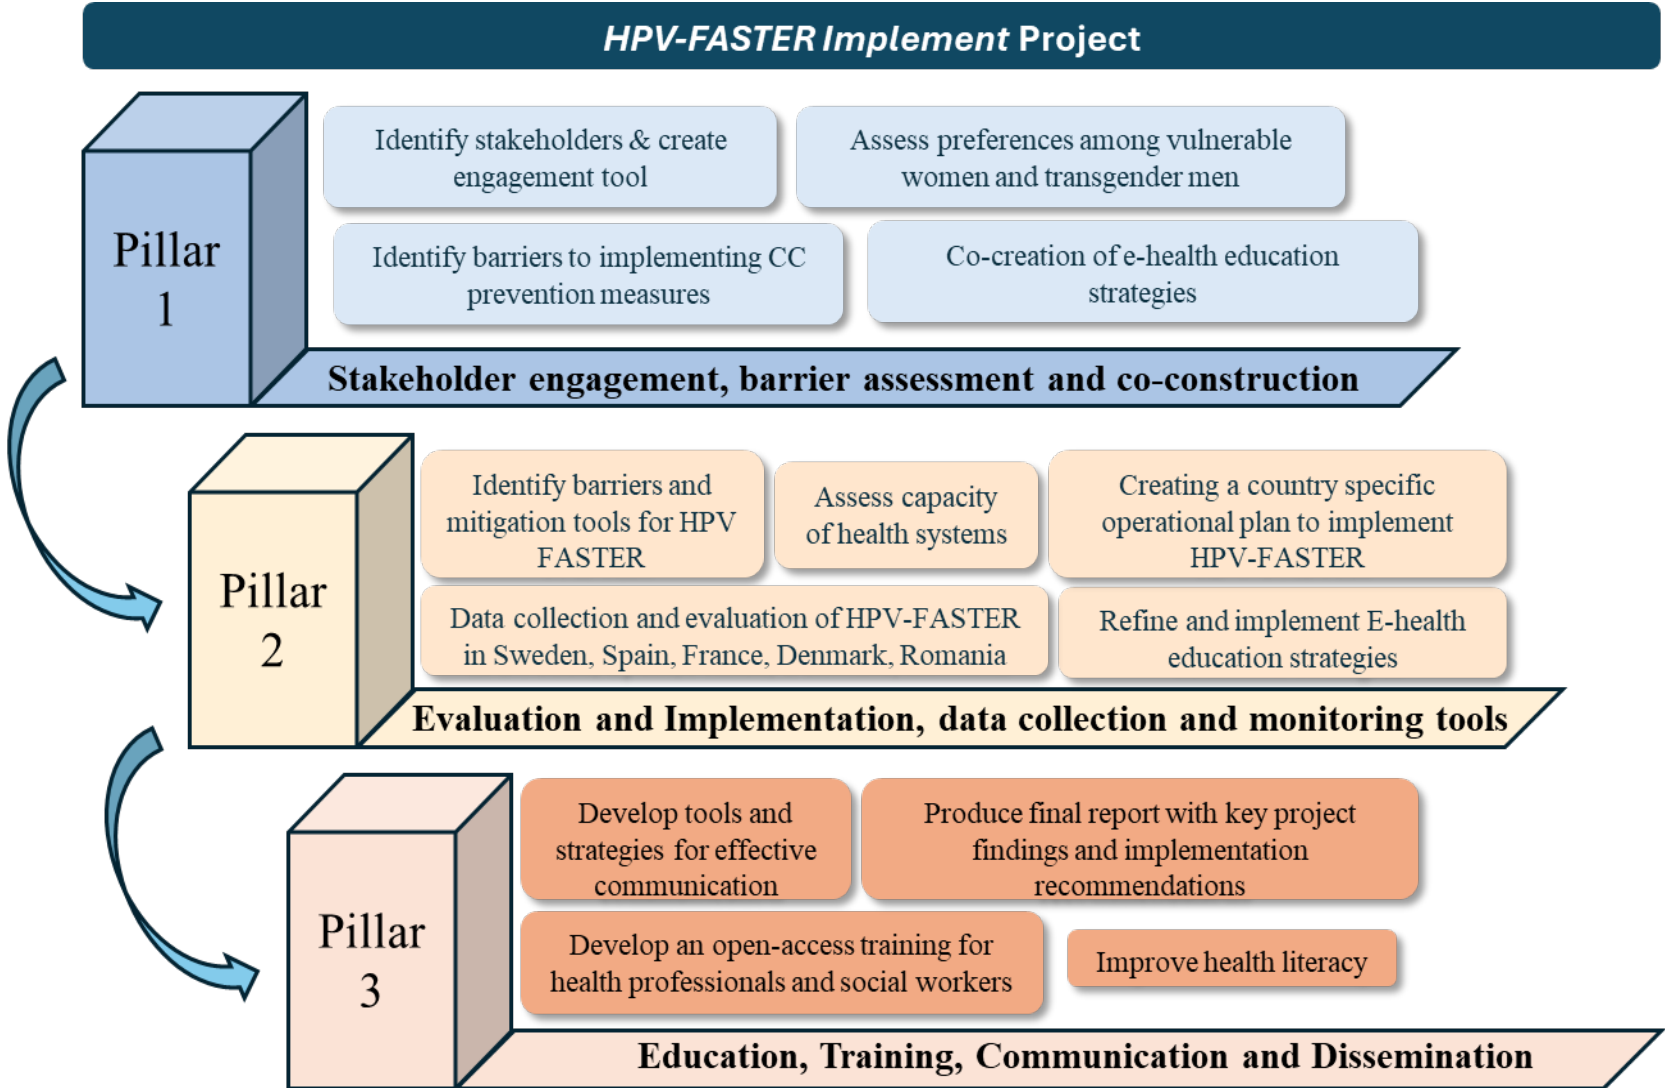 HPV-FASTER Implement Project
Pillar
1
Identify stakeholders & create
engagement tool
Assess preferences among vulnerable
women and transgender men
Identify barriers to implementing CC
prevention measures
Co-creation of e-health education
strategies
Stakeholder engagement, barrier assessment and co-construction
Pillar
2
Identify barriers and
mitigation tools for HPV
FASTER
Assess capacity
of health systems
Creating a country specific
operational plan to implement
HPV-FASTER
Data collection and evaluation of HPV-FASTER
in Sweden, Spain, France, Denmark, Romania
Refine and implement E-health
education strategies
Evaluation and Implementation, data collection and monitoring tools
Pillar
3
Develop tools and
strategies for effective
communication
Produce final report with key project
findings and implementation
recommendations
Develop an open-access training for
health professionals and social workers
Improve health literacy
Education, Training, Communication and Dissemination